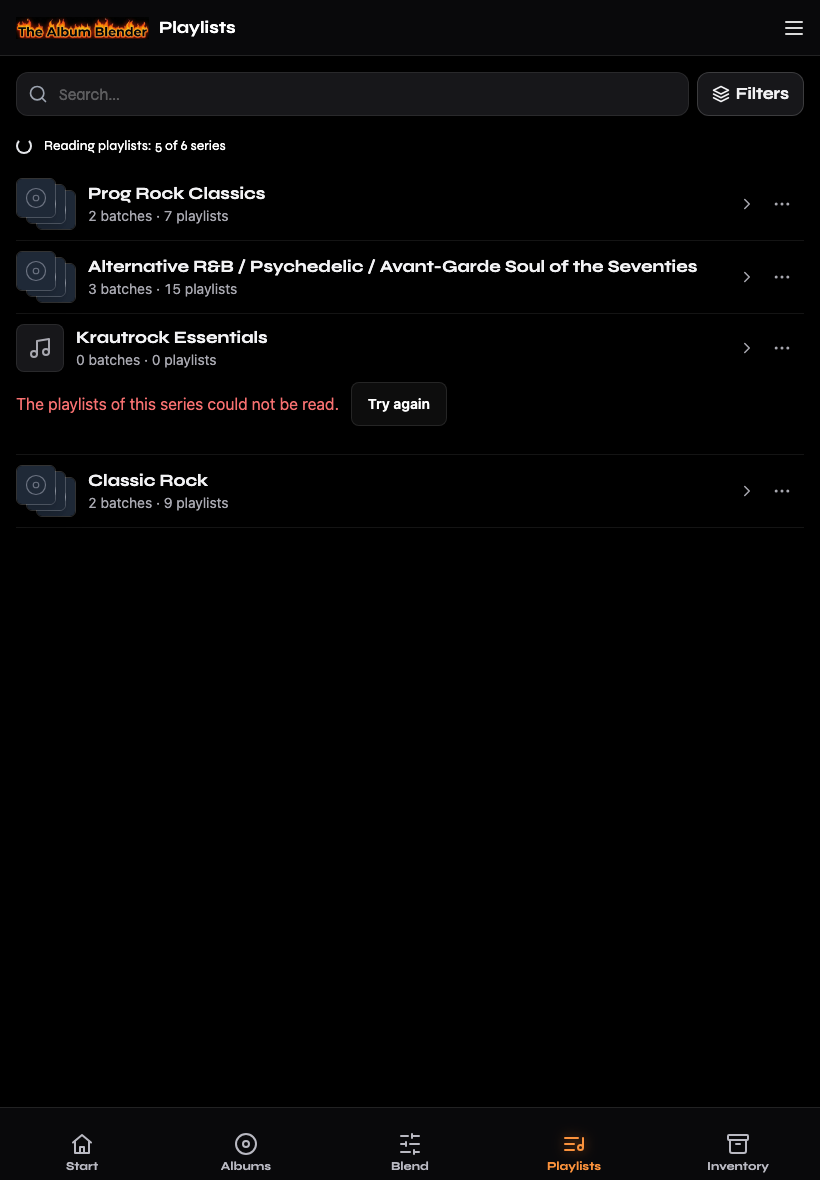 The Album Blender Playlists
Search...
Filters
Reading playlists: 5 of 6 series
Prog Rock Classics
2 batches · 7 playlists
Alternative R&B / Psychedelic / Avant-Garde Soul of the Seventies
3 batches · 15 playlists
Krautrock Essentials
0 batches · 0 playlists
The playlists of this series could not be read. Try again
Classic Rock
2 batches · 9 playlists
Start Albums Blend Playlists Inventory